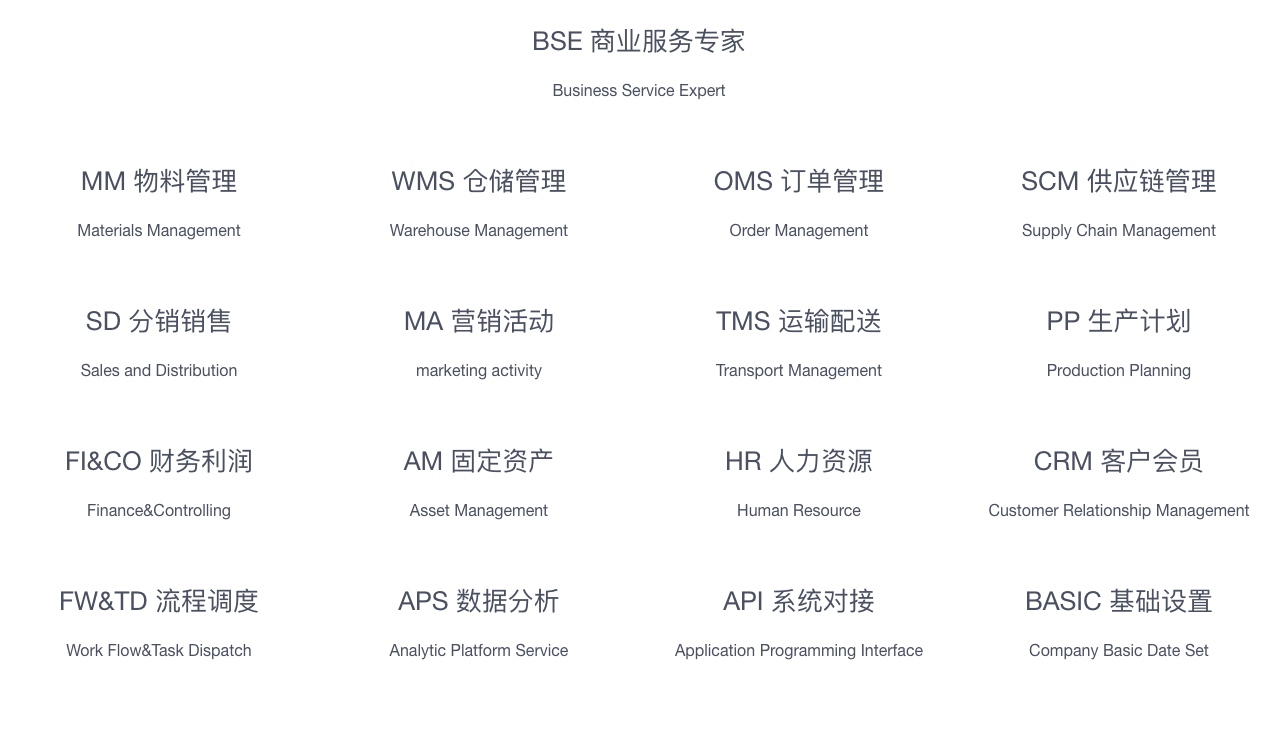 BSE 商业服务专家
Business Service Expert
MM 物料管理
WMS 仓储管理
OMS 订单管理
SCM 供应链管理
Materials Management
Warehouse Management
Order Management
Supply Chain Management
SD 分销销售
MA 营销活动
TMS 运输配送
PP 生产计划
Sales and Distribution
marketing activity
Transport Management
Production Planning
FI&CO 财务利润
AM 固定资产
HR 人力资源
CRM 客户会员
Finance&Controlling
Asset Management
Human Resource
Customer Relationship Management
FW&TD 流程调度
APS 数据分析
API 系统对接
BASIC 基础设置
Work Flow&Task Dispatch
Analytic Platform Service
Application Programming Interface
Company Basic Date Set